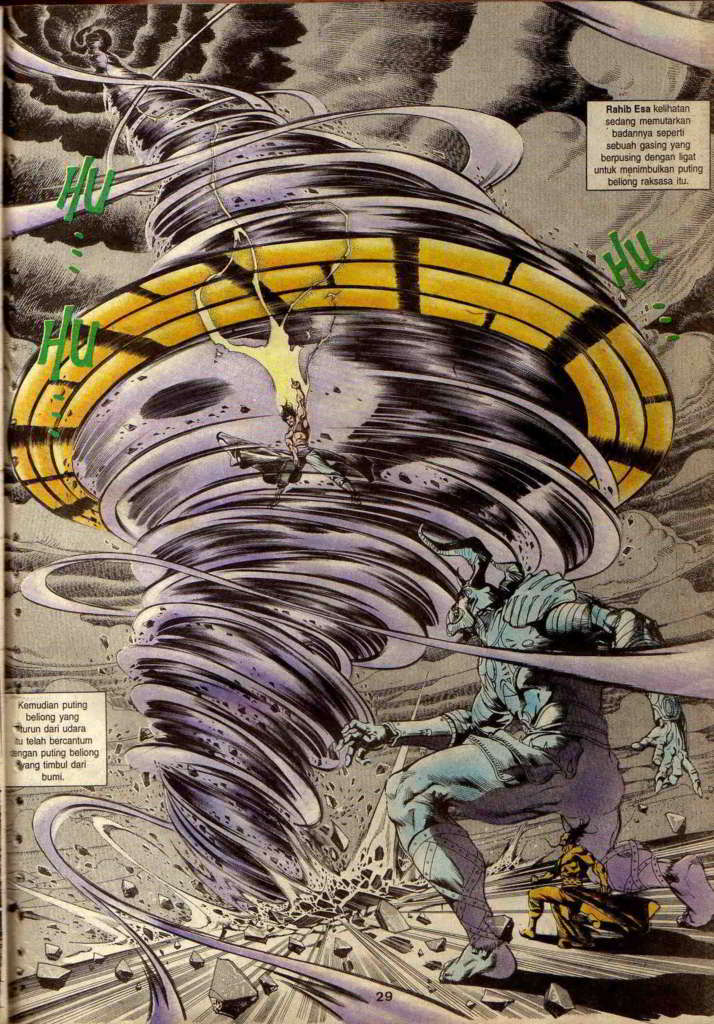 Rahib Esa kelihatan
sedang memutarkan
badannya seperti
sebuah gasing yang
berpusing dengan ligat
untuk menimbulkan puting
beliong raksasa itu.
HU
HU
HU
Kemudian puting
beliong yang
turun dari udara
itu telah bercantum
dengan puting beliong
yang timbul dari
bumi.
29